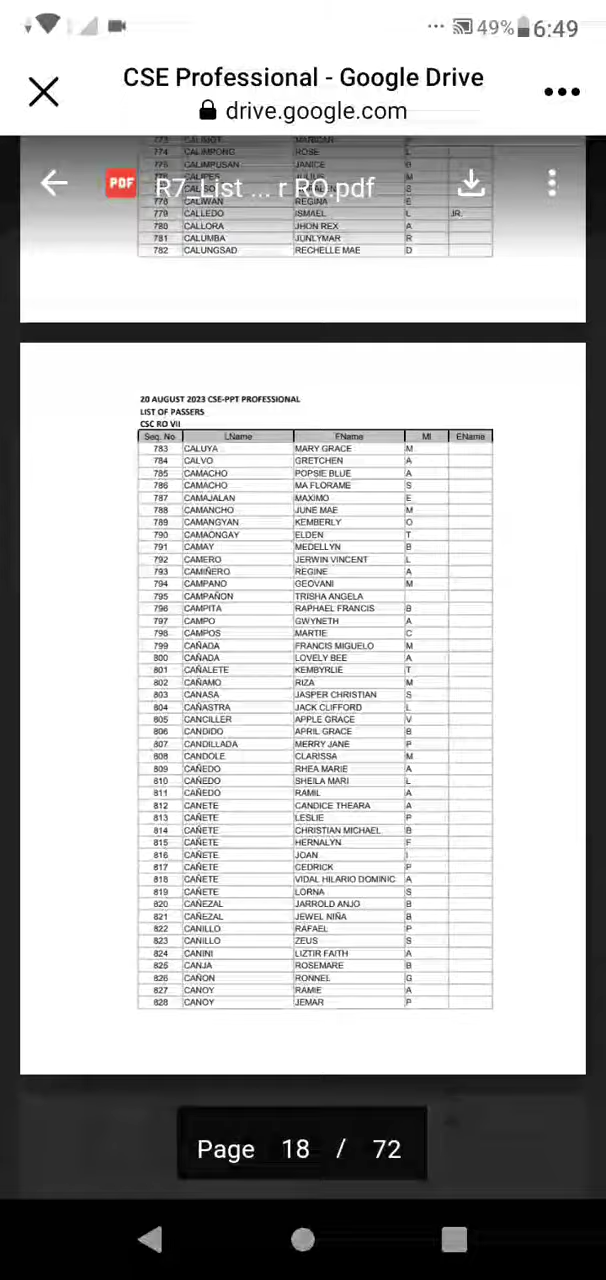 49% 6:49
CSE Professional - Google Drive
drive.google.com
774 CALIMPONG ROSE L
775 CALIMPUSAN JANICE B
PDF R7_List ... r RO.pdf
778 CALIWAN REGINA E
779 CALLEDO ISMAEL L JR.
780 CALLORA JHON REX A
781 CALUMBA JUNLYMAR R
782 CALUNGSAD RECHELLE MAE D
20 AUGUST 2023 CSE-PPT PROFESSIONAL
LIST OF PASSERS
CSC RO VII
Seq. No LName FName MI EName
783 CALUYA MARY GRACE M
784 CALVO GRETCHEN A
785 CAMACHO POPSIE BLUE A
786 CAMACHO MA FLORAME S
787 CAMAJALAN MAXIMO E
788 CAMANCHO JUNE MAE M
789 CAMANGYAN KEMBERLY O
790 CAMAONGAY ELDEN T
791 CAMAY MEDELLYN B
792 CAMERO JERWIN VINCENT L
793 CAMIÑERO REGINE A
794 CAMPANO GEOVANI M
795 CAMPAÑON TRISHA ANGELA
796 CAMPITA RAPHAEL FRANCIS B
797 CAMPO GWYNETH A
798 CAMPOS MARTIE C
799 CAÑADA FRANCIS MIGUELO M
800 CAÑADA LOVELY BEE A
801 CAÑALETE KEMBYRLIE T
802 CAÑAMO RIZA M
803 CANASA JASPER CHRISTIAN S
804 CAÑASTRA JACK CLIFFORD L
805 CANCILLER APPLE GRACE V
806 CANDIDO APRIL GRACE B
807 CANDILLADA MERRY JANE P
808 CANDOLE CLARISSA M
809 CAÑEDO RHEA MARIE A
810 CAÑEDO SHEILA MARI L
811 CAÑEDO RAMIL A
812 CANETE CANDICE THEARA A
813 CAÑETE LESLIE P
814 CAÑETE CHRISTIAN MICHAEL B
815 CAÑETE HERNALYN F
816 CAÑETE JOAN I
817 CAÑETE CEDRICK P
818 CAÑETE VIDAL HILARIO DOMINIC A
819 CAÑETE LORNA S
820 CAÑEZAL JARROLD ANJO B
821 CAÑEZAL JEWEL NIÑA B
822 CANILLO RAFAEL P
823 CANILLO ZEUS S
824 CANINI LIZTIR FAITH A
825 CANJA ROSEMARE B
826 CAÑON RONNEL G
827 CANOY RAMIE A
828 CANOY JEMAR P
Page 18 / 72